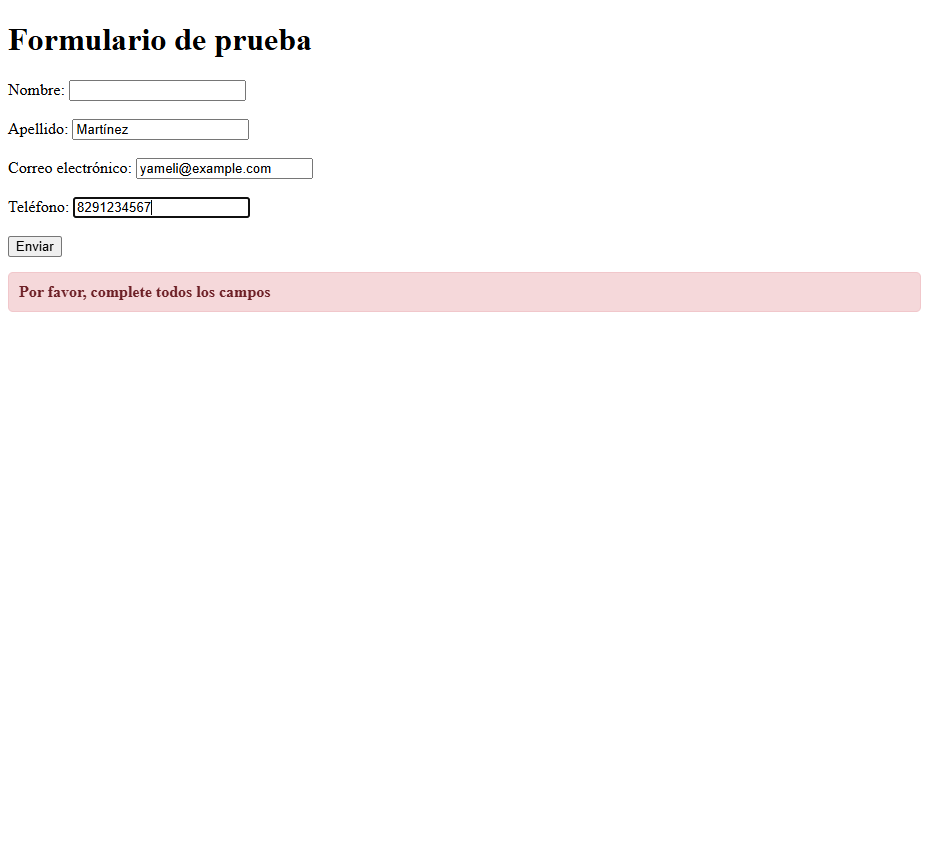 Formulario de prueba
Nombre:
Apellido: Martínez
Correo electrónico: yameli@example.com
Teléfono: 8291234567
Enviar
Por favor, complete todos los campos